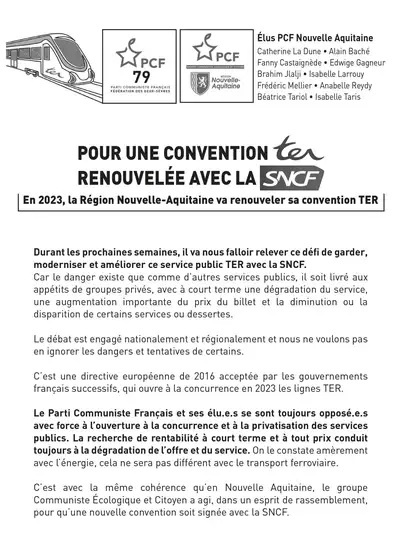 Élus PCF Nouvelle Aquitaine
Catherine La Dune • Alain Baché
Fanny Castaignède • Edwige Gagneur
Brahim Jlalji • Isabelle Larrouy
Frédéric Mellier • Anabelle Reydy
Béatrice Tariol • Isabelle Taris
PCF
79
PARTI COMMUNISTE FRANÇAIS
FÉDÉRATION DES DEUX-SÈVRES
PCF
Nouvelle-
Aquitaine
POUR UNE CONVENTION ter
RENOUVELÉE AVEC LA SNCF
En 2023, la Région Nouvelle-Aquitaine va renouveler sa convention TER
Durant les prochaines semaines, il va nous falloir relever ce défi de garder,
moderniser et améliorer ce service public TER avec la SNCF.
Car le danger existe que comme d'autres services publics, il soit livré aux
appétits de groupes privés, avec à court terme une dégradation du service,
une augmentation importante du prix du billet et la diminution ou la
disparition de certains services ou dessertes.
Le débat est engagé nationalement et régionalement et nous ne voulons pas
en ignorer les dangers et tentatives de certains.
C'est une directive européenne de 2016 acceptée par les gouvernements
français successifs, qui ouvre à la concurrence en 2023 les lignes TER.
Le Parti Communiste Français et ses élu.e.s se sont toujours opposé.e.s
avec force à l'ouverture à la concurrence et à la privatisation des services
publics. La recherche de rentabilité à court terme et à tout prix conduit
toujours à la dégradation de l'offre et du service. On le constate amèrement
avec l'énergie, cela ne sera pas différent avec le transport ferroviaire.
C'est avec la même cohérence qu'en Nouvelle Aquitaine, le groupe
Communiste Écologique et Citoyen a agi, dans un esprit de rassemblement,
pour qu'une nouvelle convention soit signée avec la SNCF.